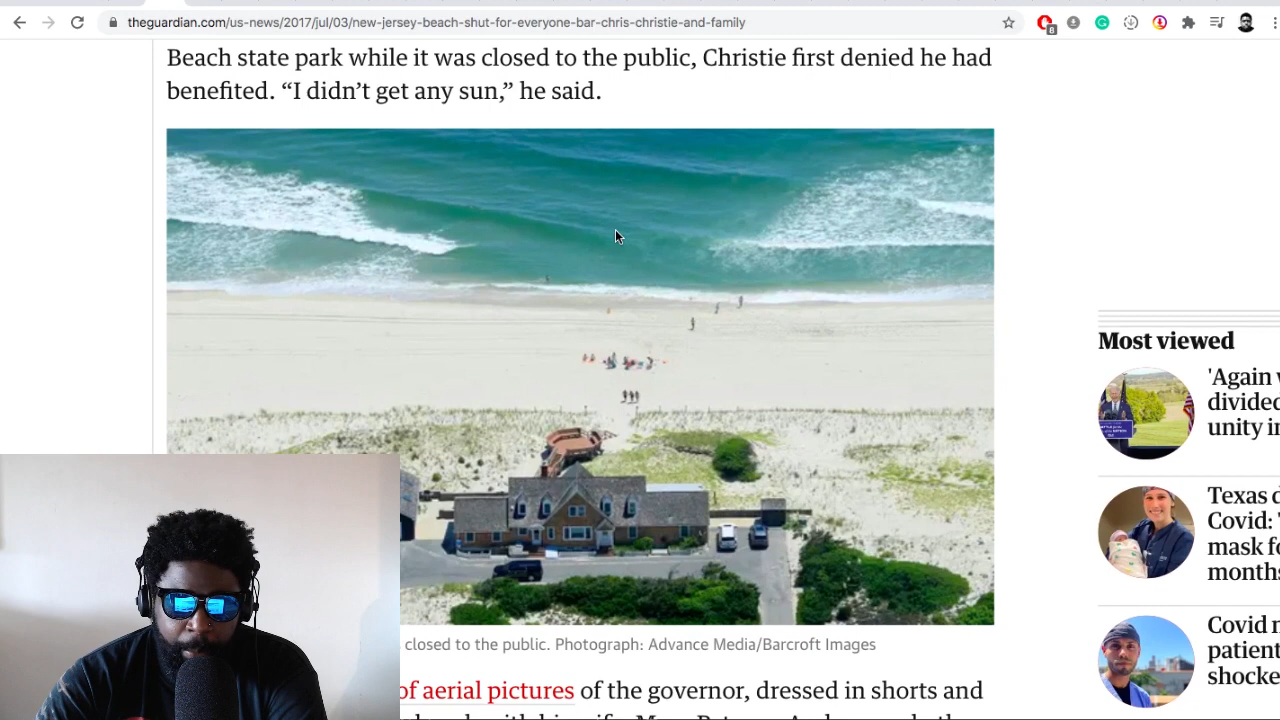 theguardian.com/us-news/2017/jul/03/new-jersey-beach-shut-for-everyone-bar-chris-christie-and-family
8
Beach state park while it was closed to the public, Christie first denied he had
benefited. “I didn’t get any sun,” he said.
closed to the public. Photograph: Advance Media/Barcroft Images
of aerial pictures of the governor, dressed in shorts and
Most viewed
'Again
divided
unity in
Texas d
Covid: '
mask fo
months
Covid
patient
shocke